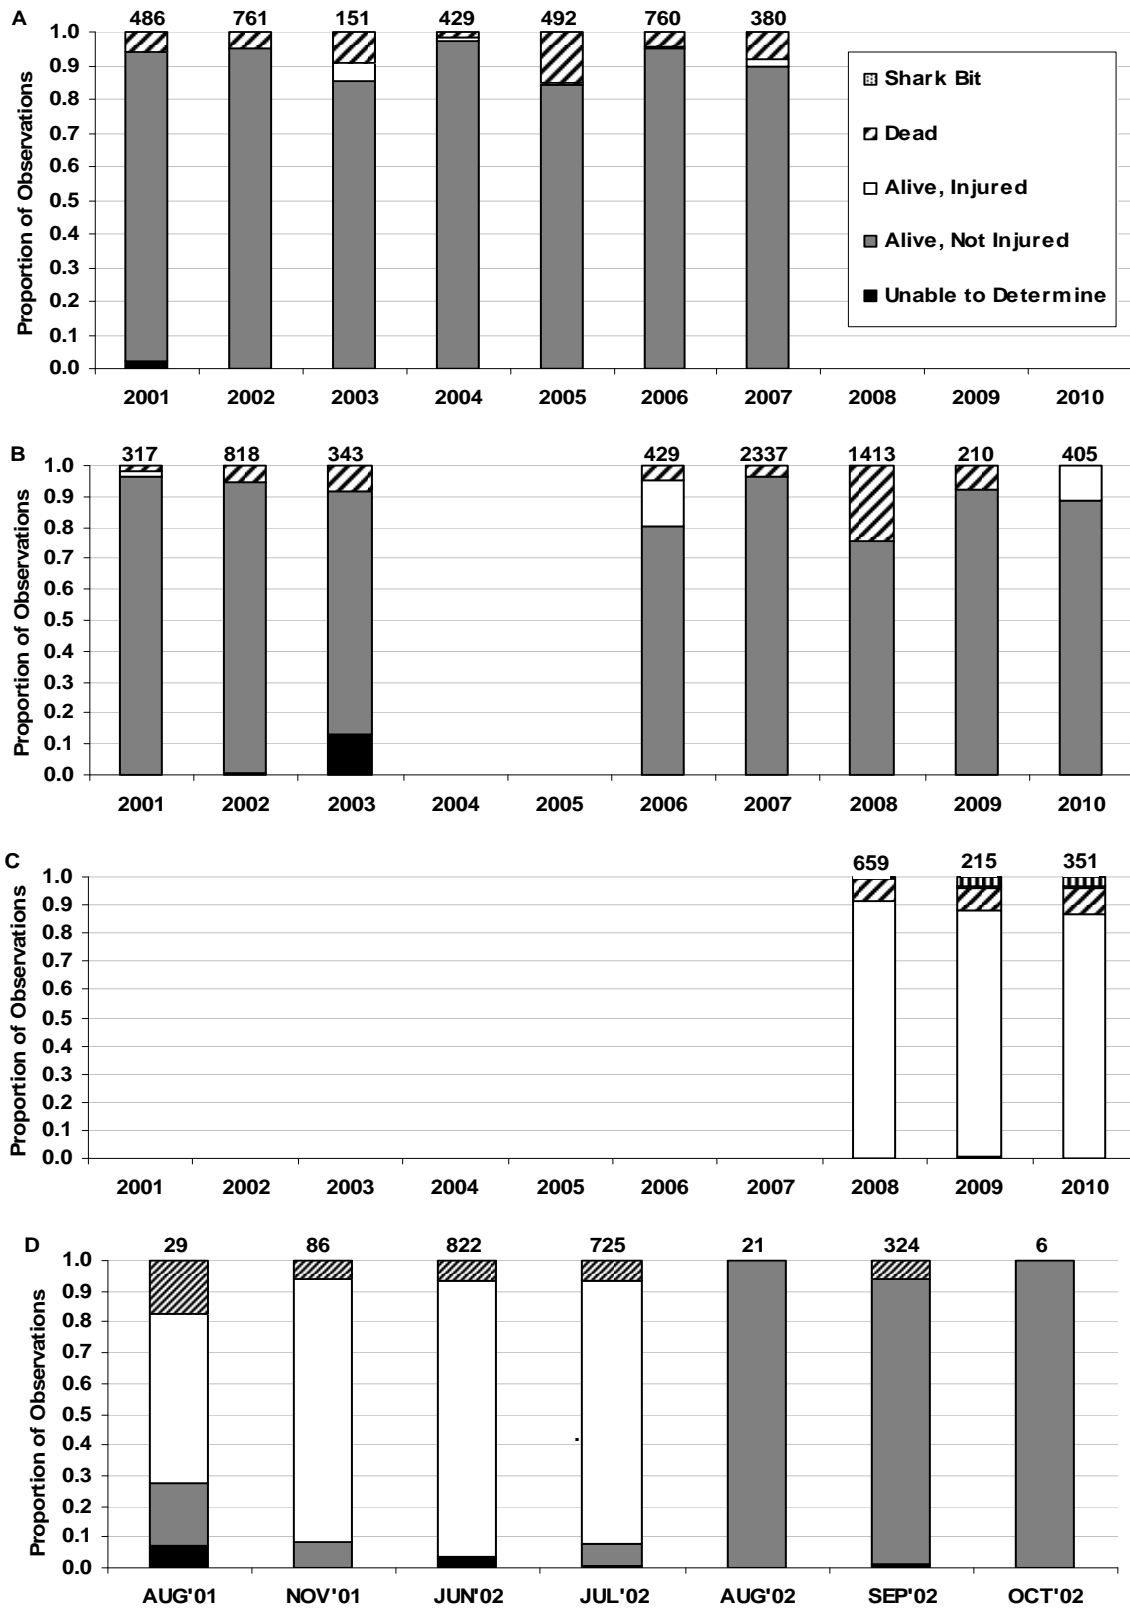 A
486 761 151 429 492 760 380
Proportion of Observations
1.0
0.9
0.8
0.7
0.6
0.5
0.4
0.3
0.2
0.1
0.0
Shark Bit
Dead
Alive, Injured
Alive, Not Injured
Unable to Determine
2001 2002 2003 2004 2005 2006 2007 2008 2009 2010
B
317 818 343 429 2337 1413 210 405
Proportion of Observations
1.0
0.9
0.8
0.7
0.6
0.5
0.4
0.3
0.2
0.1
0.0
2001 2002 2003 2004 2005 2006 2007 2008 2009 2010
C
659 215 351
Proportion of Observations
1.0
0.9
0.8
0.7
0.6
0.5
0.4
0.3
0.2
0.1
0.0
2001 2002 2003 2004 2005 2006 2007 2008 2009 2010
D
29 86 822 725 21 324 6
Proportion of Observations
1.0
0.9
0.8
0.7
0.6
0.5
0.4
0.3
0.2
0.1
0.0
AUG'01 NOV'01 JUN'02 JUL'02 AUG'02 SEP'02 OCT'02